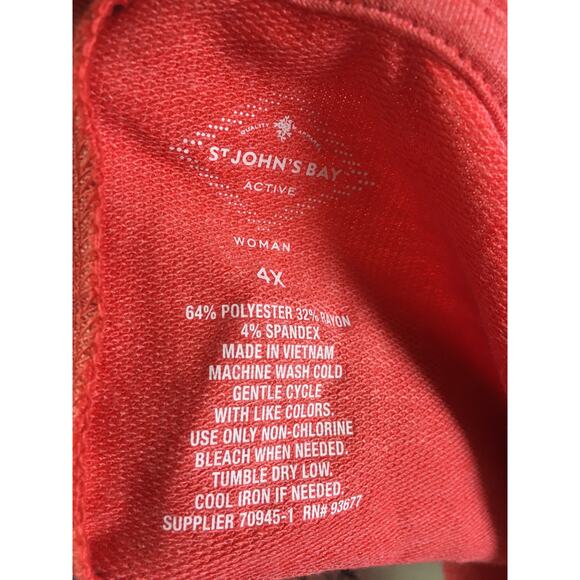 QUALITY
ST JOHN'S BAY
ACTIVE
WOMAN
4X
64% POLYESTER 32% RAYON
4% SPANDEX
MADE IN VIETNAM
MACHINE WASH COLD
GENTLE CYCLE
WITH LIKE COLORS.
USE ONLY NON-CHLORINE
BLEACH WHEN NEEDED.
TUMBLE DRY LOW.
COOL IRON IF NEEDED.
SUPPLIER 70945-1 RN# 93677